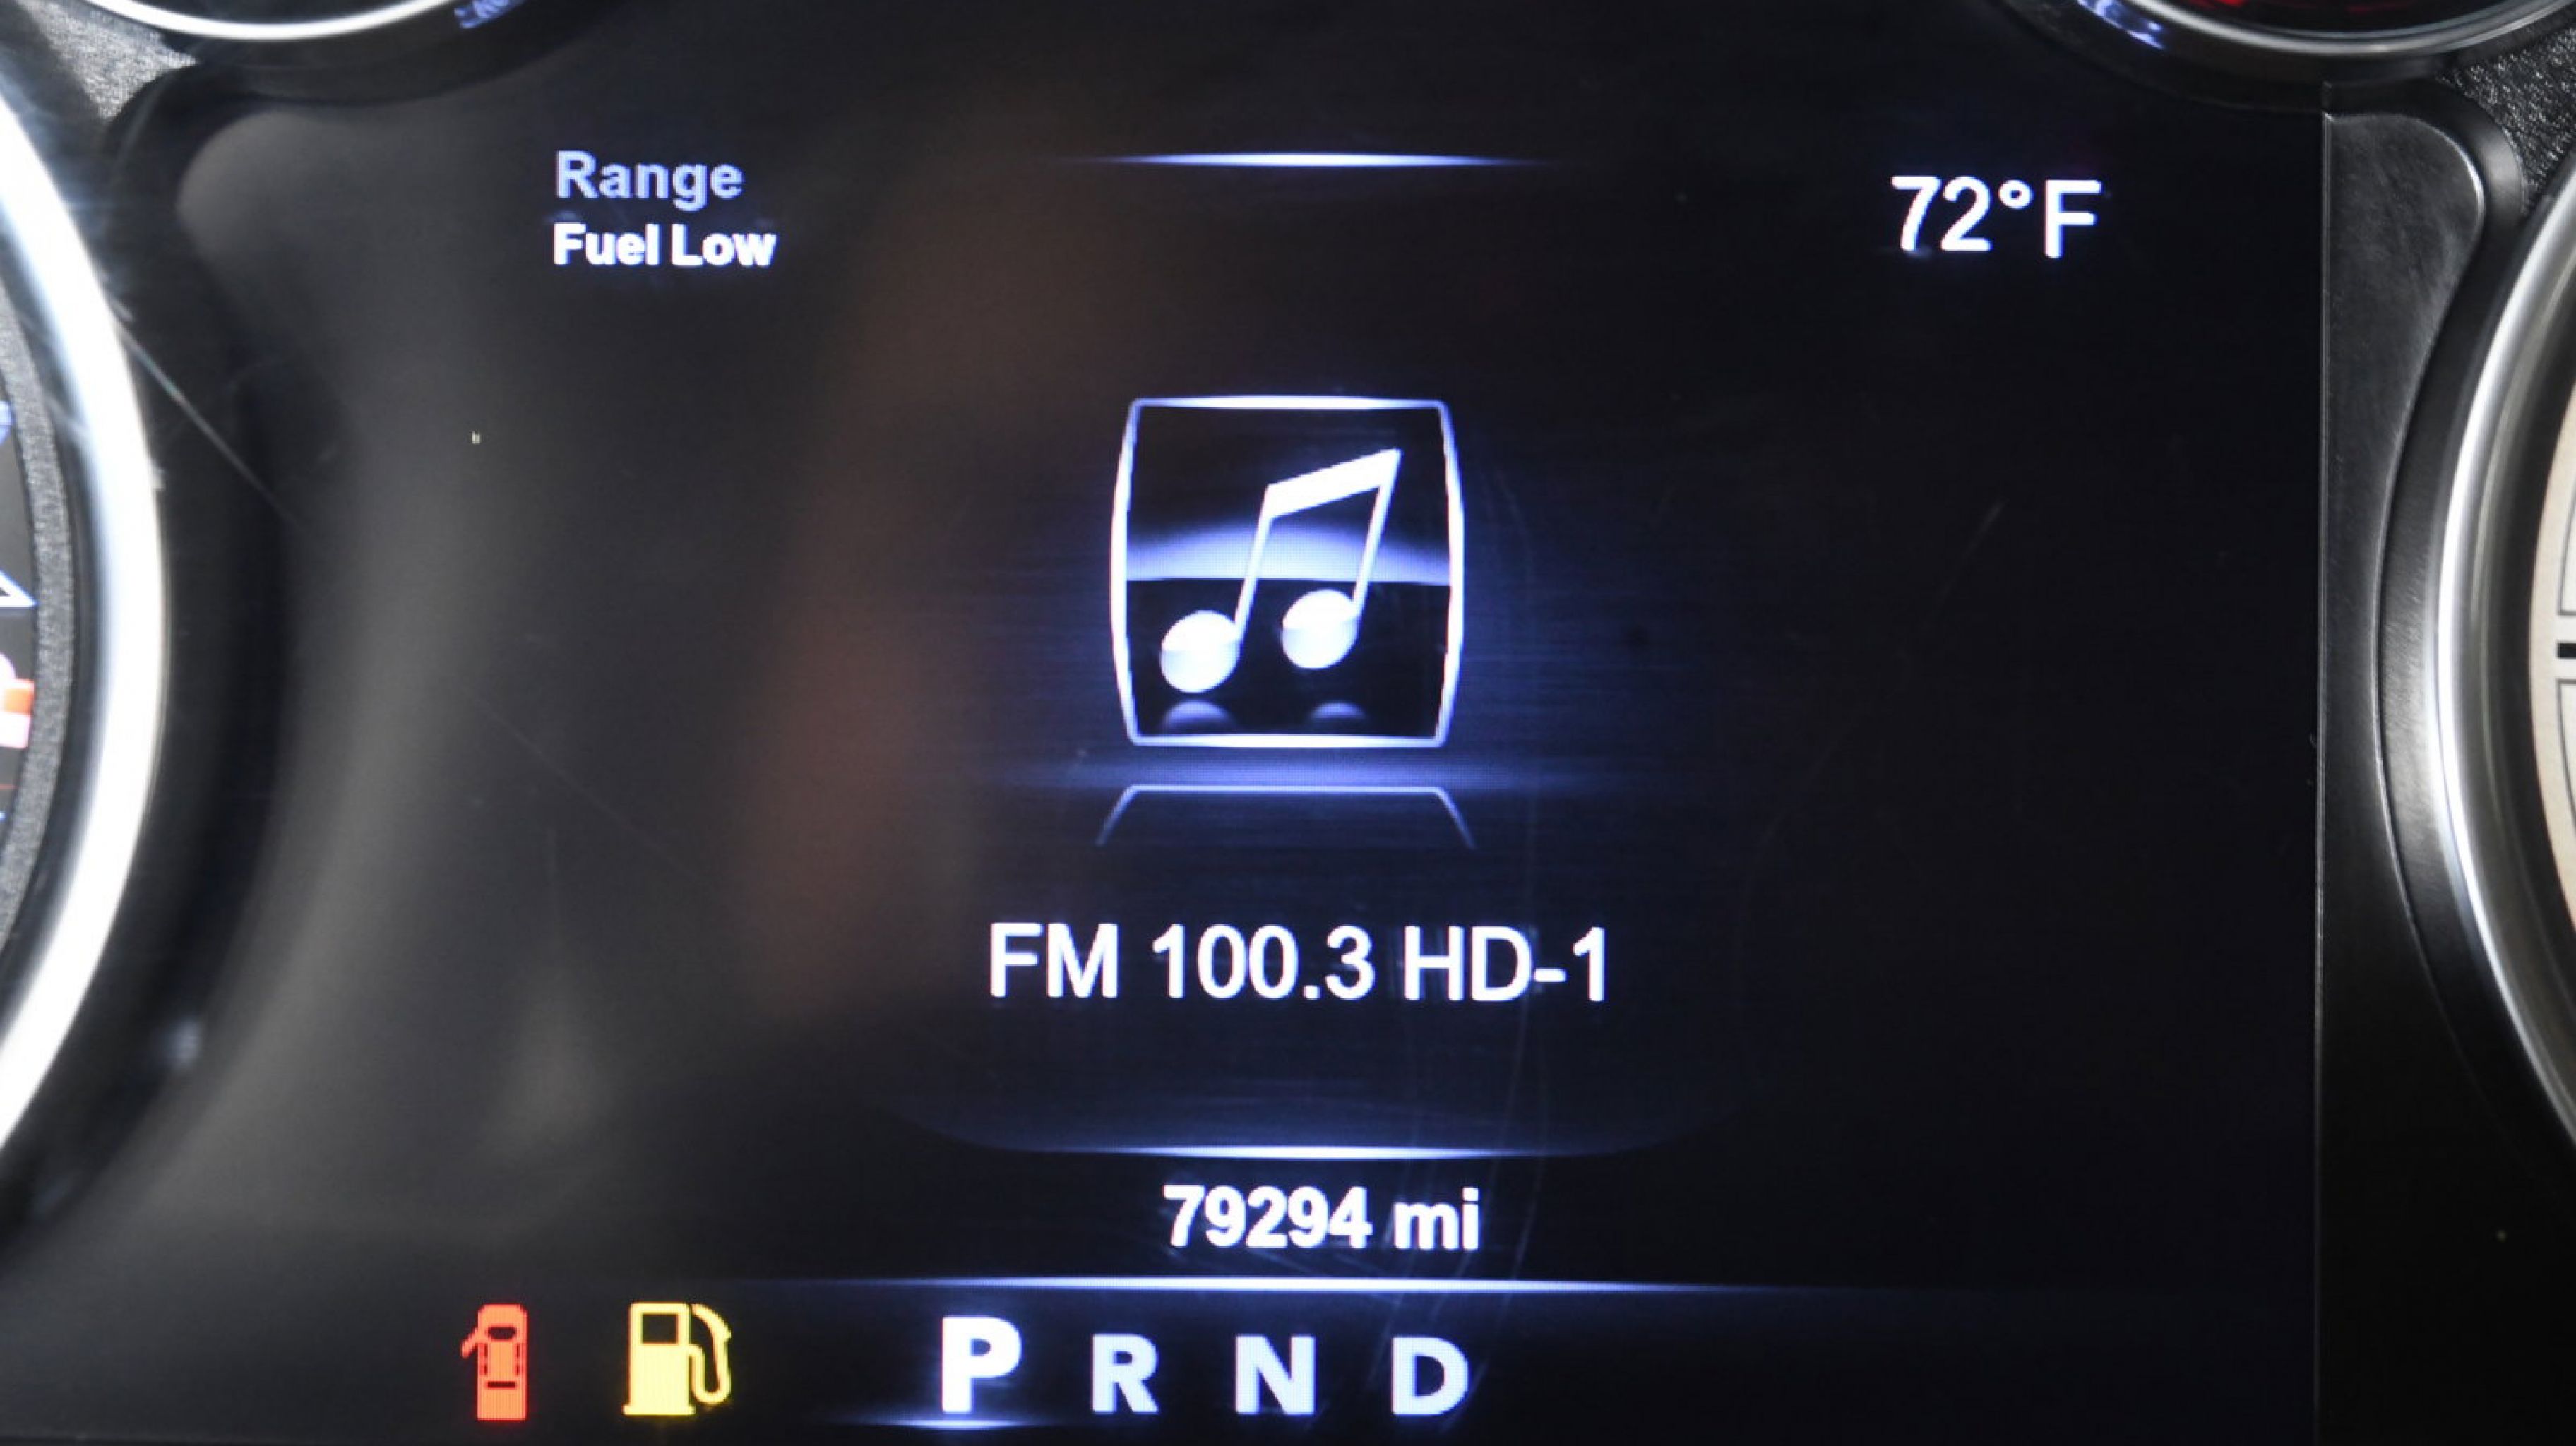 Range
Fuel Low
72°F
FM 100.3 HD-1
79294 mi
P R N D